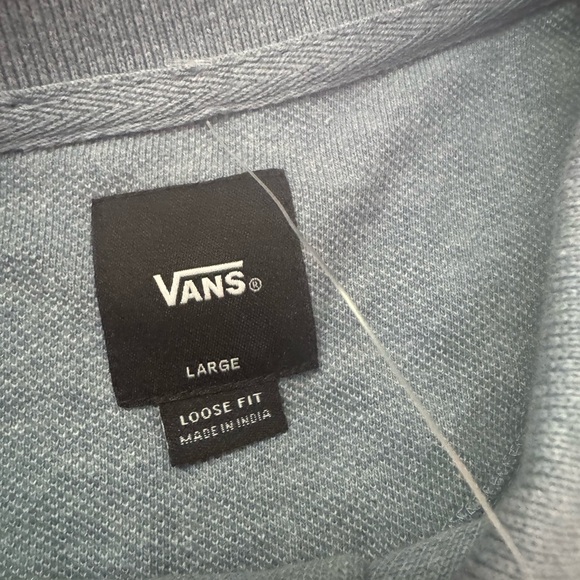 VANS®
LARGE
LOOSE FIT
MADE IN INDIA